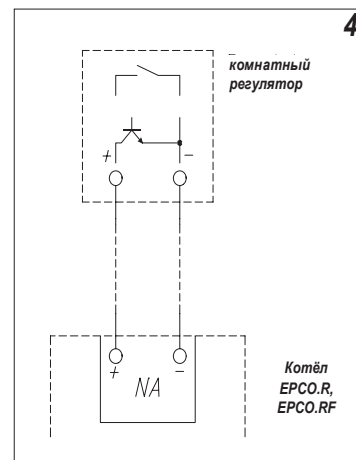 4
комнатный
регулятор
+ −
+ −
NA
Котёл
EPCO.R,
EPCO.RF